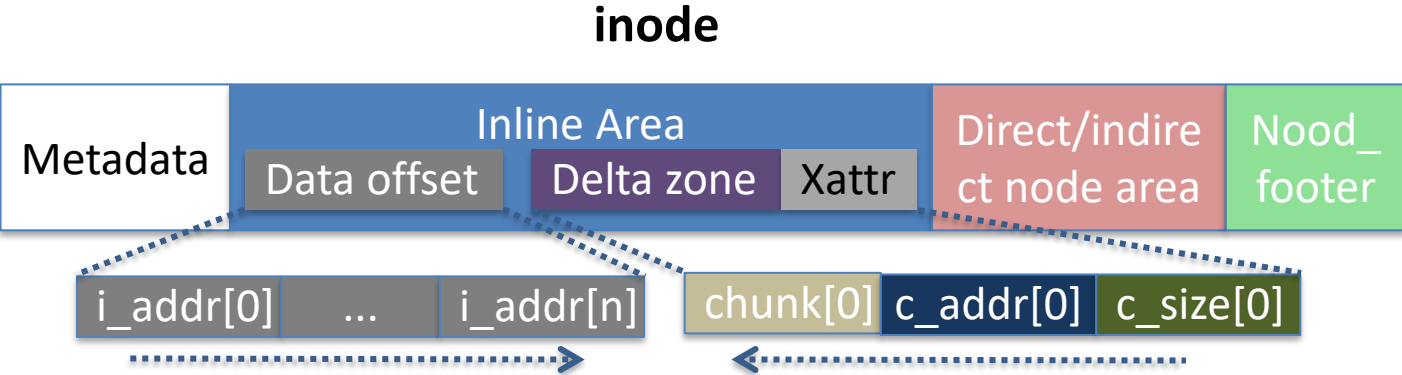 inode
Metadata
Inline Area
Data offset
Delta zone
Xattr
Direct/indire
ct node area
Nood_
footer
i_addr[0]
...
i_addr[n]
chunk[0]
c_addr[0]
c_size[0]